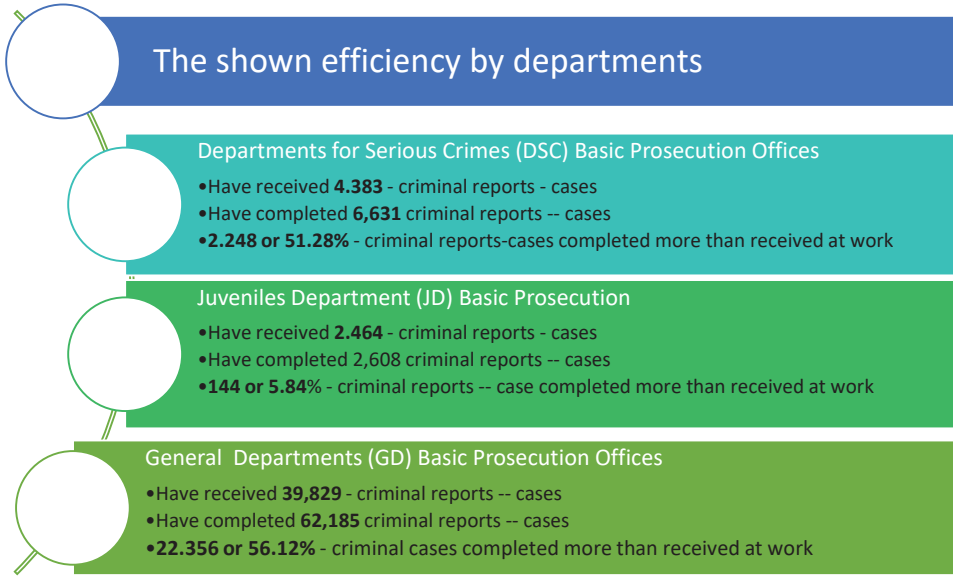 The shown efficiency by departments
Departments for Serious Crimes (DSC) Basic Prosecution Offices
•Have received 4.383 - criminal reports - cases
•Have completed 6,631 criminal reports -- cases
•2.248 or 51.28% - criminal reports-cases completed more than received at work
Juveniles Department (JD) Basic Prosecution
•Have received 2.464 - criminal reports - cases
•Have completed 2,608 criminal reports -- cases
•144 or 5.84% - criminal reports -- case completed more than received at work
General  Departments (GD) Basic Prosecution Offices
•Have received 39,829 - criminal reports -- cases
•Have completed 62,185 criminal reports -- cases
•22.356 or 56.12% - criminal cases completed more than received at work